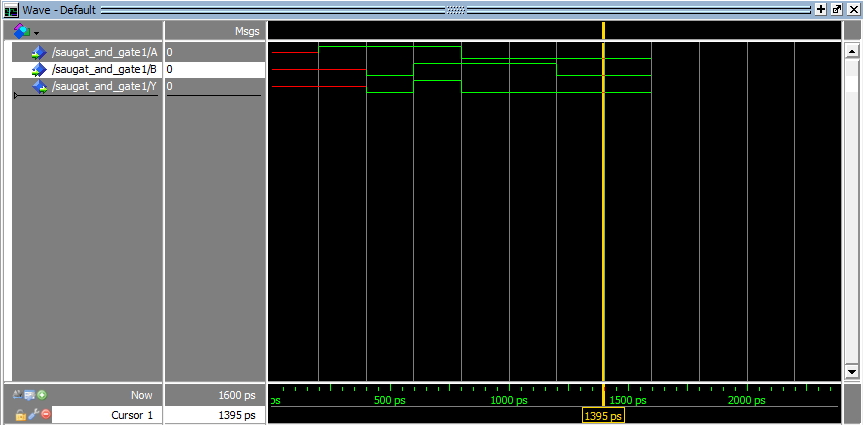 Wave - Default
Msgs
/saugat_and_gate1/A 0
/saugat_and_gate1/B 0
/saugat_and_gate1/Y 0
Now 1600 ps
ps 500 ps 1000 ps 1500 ps 2000 ps
Cursor 1 1395 ps 1395 ps